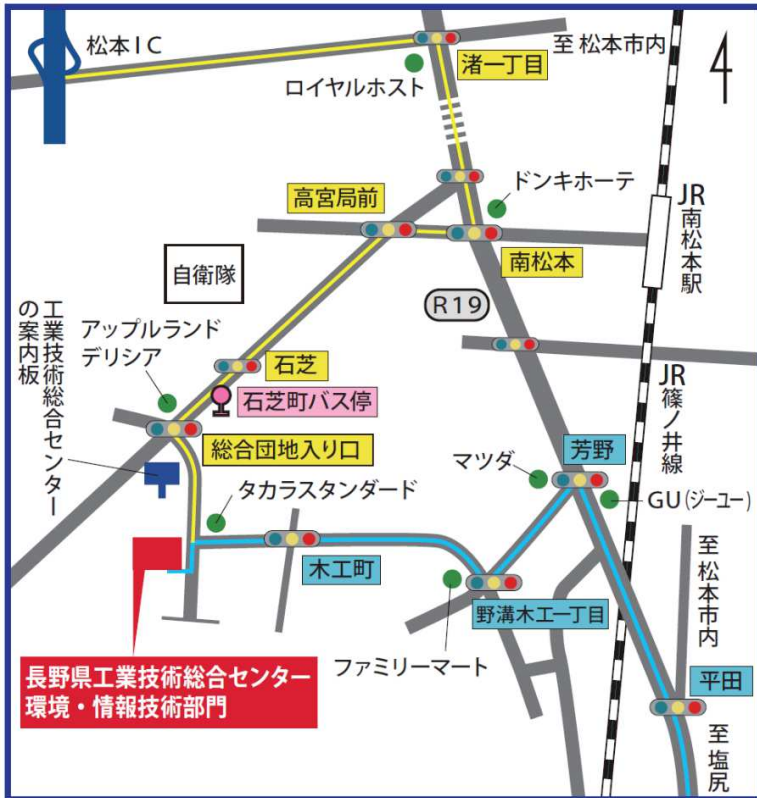 松本IC
至 松本市内
渚一丁目
ロイヤルホスト
高宮局前
ドンキホーテ
JR
南松本駅
南松本
自衛隊
R19
工業技術総合センター
の案内板
アップルランド
デリシア
石芝
石芝町バス停
JR
篠ノ井線
総合団地入り口
芳野
マツダ
GU(ジーユー)
タカラスタンダード
木工町
野溝木工一丁目
至 松本市内
ファミリーマート
長野県工業技術総合センター
環境・情報技術部門
平田
至 塩尻